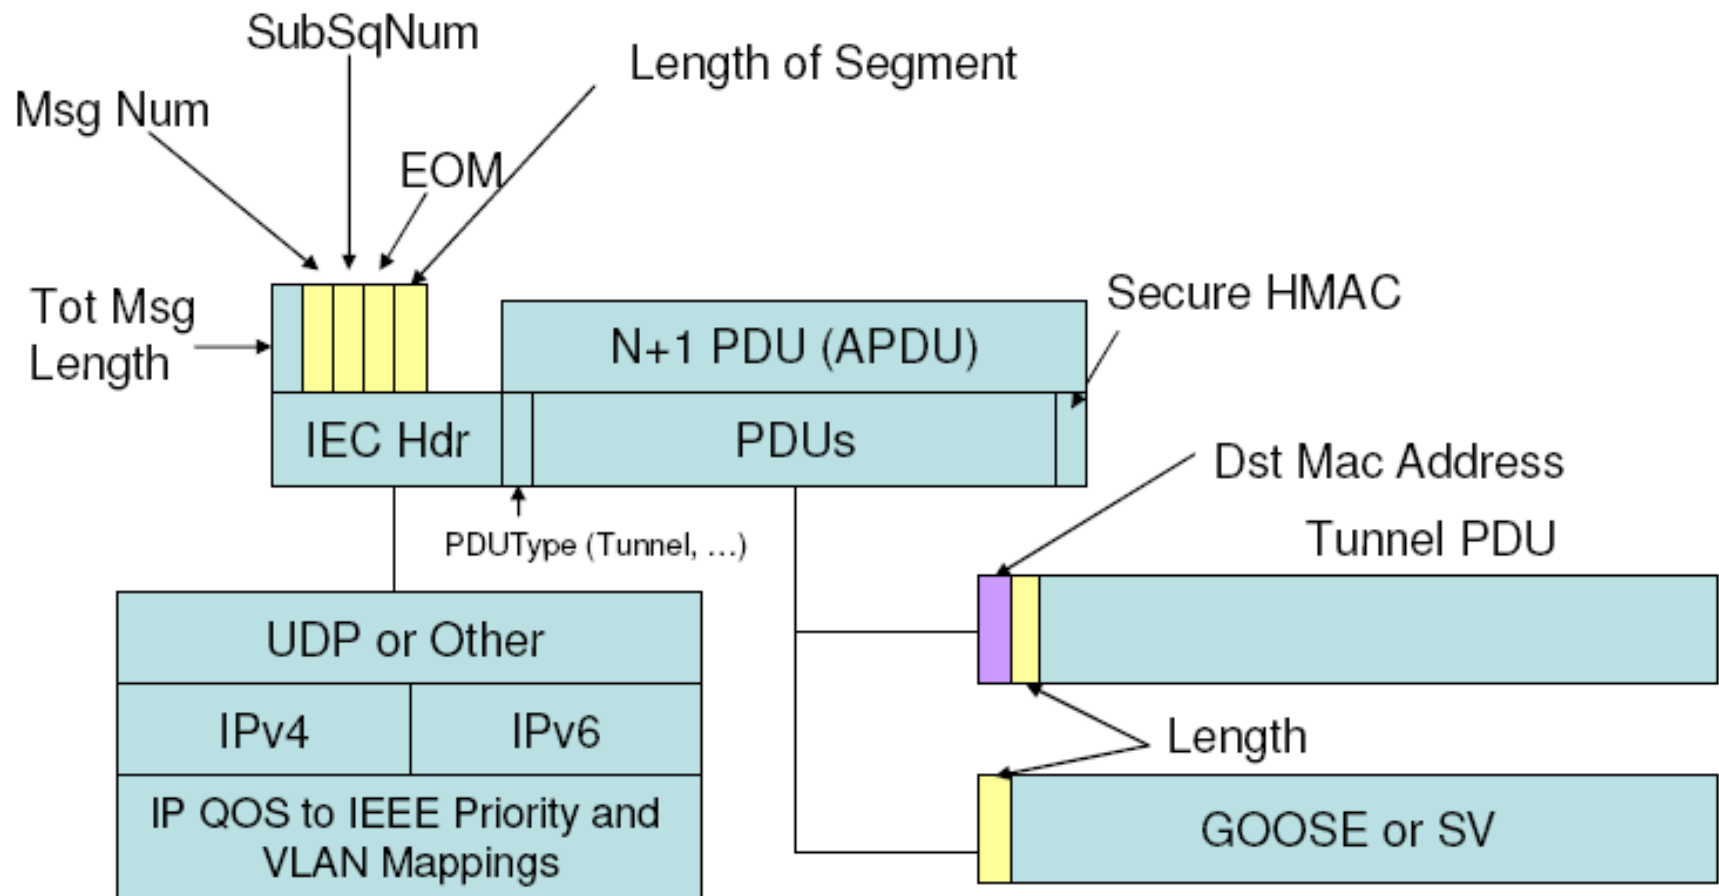 SubSqNum
Length of Segment
Msg Num
EOM
Tot Msg
Length
Secure HMAC
N+1 PDU (APDU)
IEC Hdr
PDUs
Dst Mac Address
PDUType (Tunnel, ...)
Tunnel PDU
UDP or Other
IPv4
IPv6
Length
IP QOS to IEEE Priority and
VLAN Mappings
GOOSE or SV